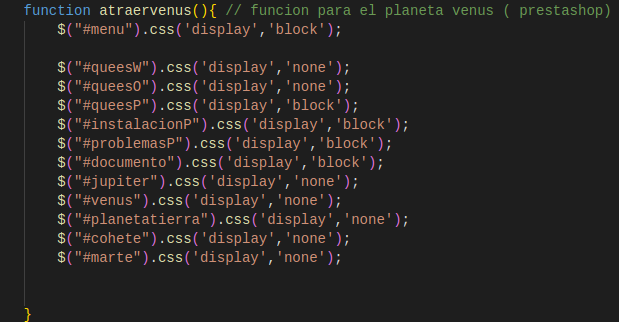 function atraervenus(){ // funcion para el planeta venus ( prestashop)
$("#menu").css('display','block');
$("#queesW").css('display','none');
$("#queesO").css('display','none');
$("#queesP").css('display','block');
$("#instalacionP").css('display','block');
$("#problemasP").css('display','block');
$("#documento").css('display','block');
$("#jupiter").css('display','none');
$("#venus").css('display','none');
$("#planetatierra").css('display','none');
$("#cohete").css('display','none');
$("#marte").css('display','none');
}